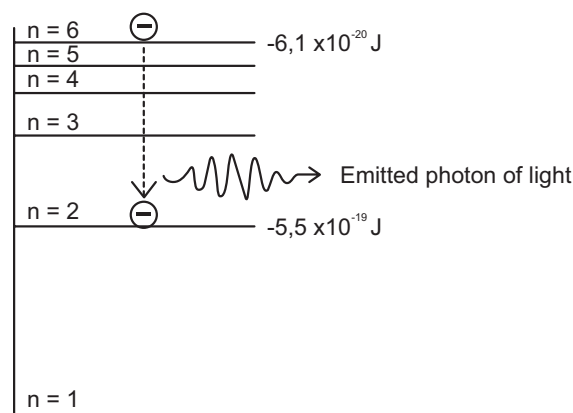 n = 6
-6,1 x10⁻²⁰ J
n = 5
n = 4
n = 3
Emitted photon of light
n = 2
-5,5 x10⁻¹⁹ J
n = 1